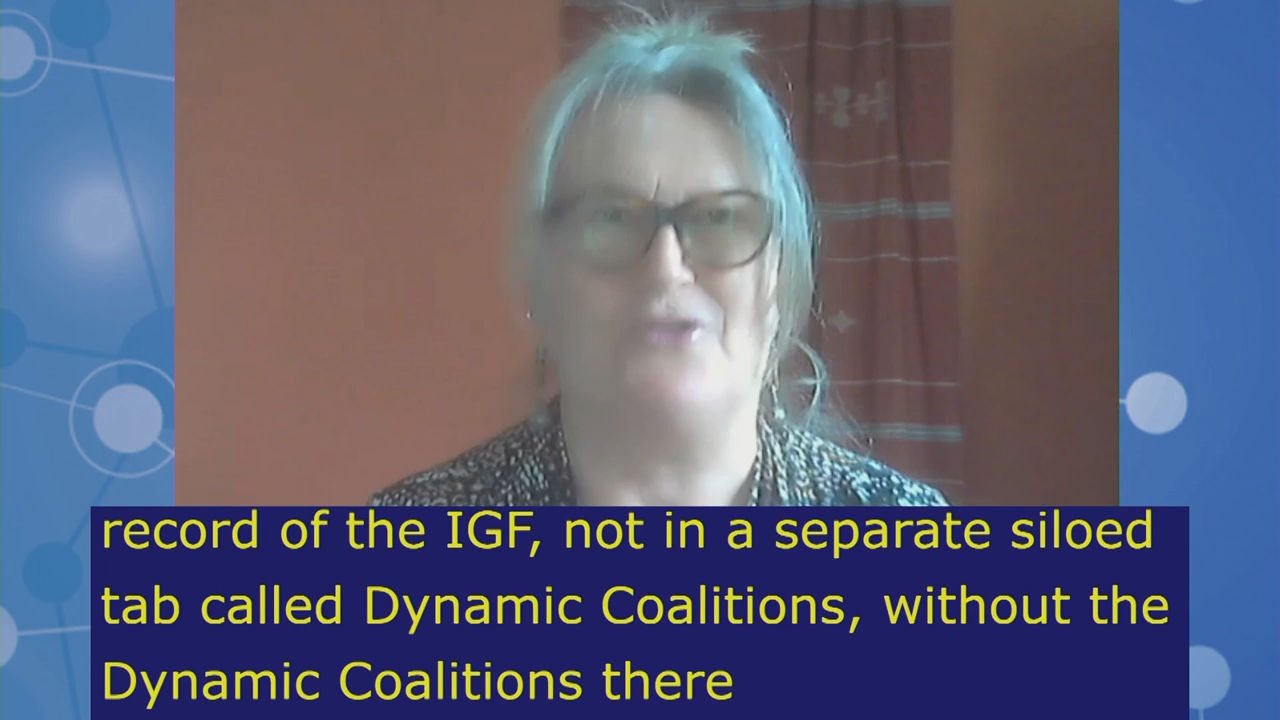 record of the IGF, not in a separate siloed
tab called Dynamic Coalitions, without the
Dynamic Coalitions there